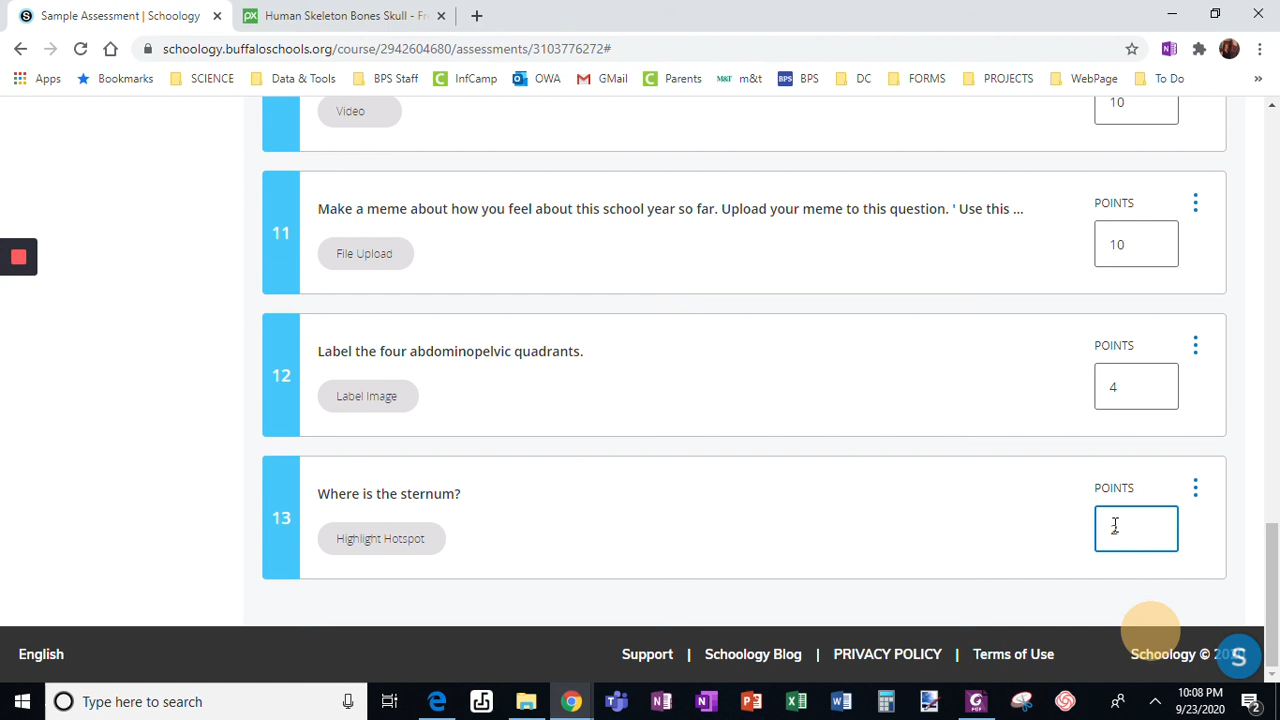 Sample Assessment | Schoology
Human Skeleton Bones Skull - Fr
schoology.buffaloschools.org/course/2942604680/assessments/3103776272#
Apps Bookmarks SCIENCE Data & Tools BPS Staff InfCamp OWA GMail Parents M&T m&t BPS BPS DC FORMS PROJECTS WebPage To Do »
Video
10
11
Make a meme about how you feel about this school year so far. Upload your meme to this question. ' Use this ...
File Upload
POINTS
10
12
Label the four abdominopelvic quadrants.
Label Image
POINTS
4
13
Where is the sternum?
Highlight Hotspot
POINTS
English
Support | Schoology Blog | PRIVACY POLICY | Terms of Use Schoology ©
S
Type here to search
10:08 PM
9/23/2020
2